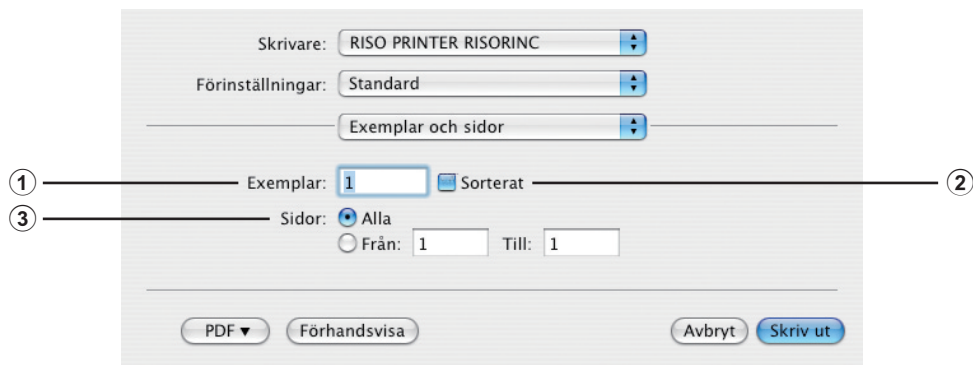 Skrivare: RISO PRINTER RISORINC
Förinställningar: Standard
Exemplar och sidor
① Exemplar: 1 Sorterat ②
③ Sidor: Alla
Från: 1 Till: 1
PDF ▼ Förhandsvisa Avbryt Skriv ut